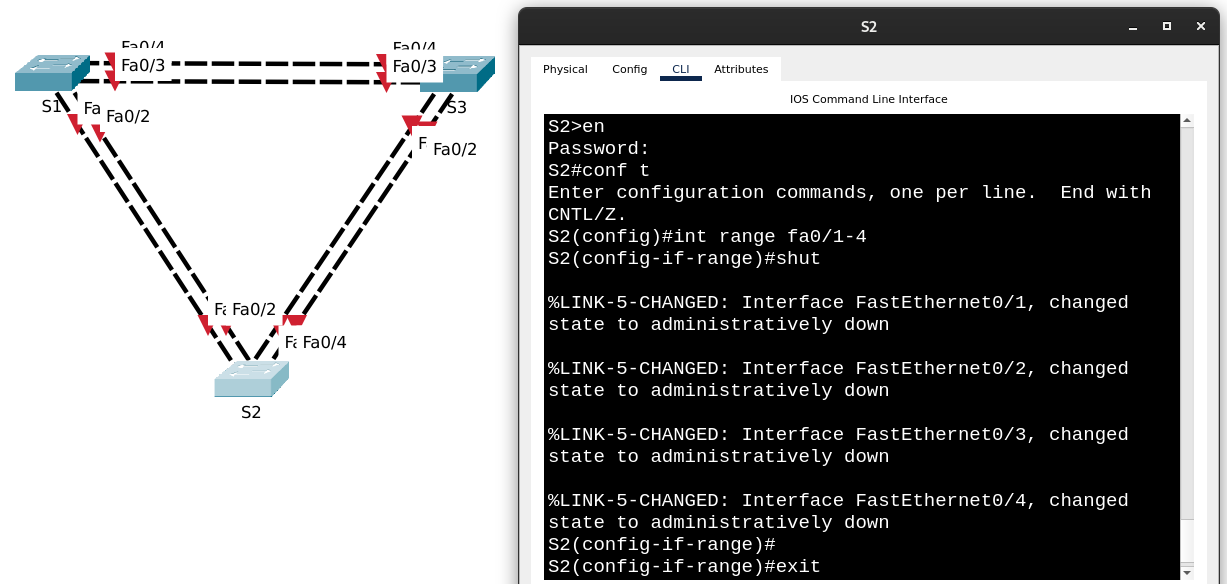 S2
Physical
Config
CLI
Attributes
IOS Command Line Interface
S2>en
Password:
S2#conf t
Enter configuration commands, one per line.  End with
CNTL/Z.
S2(config)#int range fa0/1-4
S2(config-if-range)#shut
%LINK-5-CHANGED: Interface FastEthernet0/1, changed
state to administratively down
%LINK-5-CHANGED: Interface FastEthernet0/2, changed
state to administratively down
%LINK-5-CHANGED: Interface FastEthernet0/3, changed
state to administratively down
%LINK-5-CHANGED: Interface FastEthernet0/4, changed
state to administratively down
S2(config-if-range)#
S2(config-if-range)#exit
Fa0/4
Fa0/4
Fa0/3
Fa0/3
S1
Fa
Fa0/2
S3
F
Fa0/2
Fa0/2
Fa0/4
S2